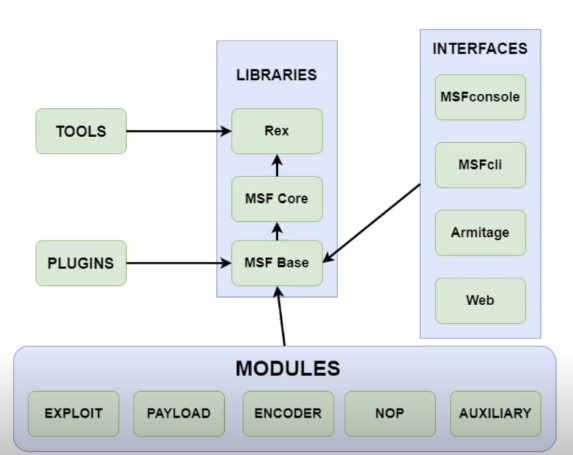 INTERFACES
LIBRARIES
MSFconsole
TOOLS
Rex
MSFcli
MSF Core
Armitage
PLUGINS
MSF Base
Web
MODULES
EXPLOIT
PAYLOAD
ENCODER
NOP
AUXILIARY